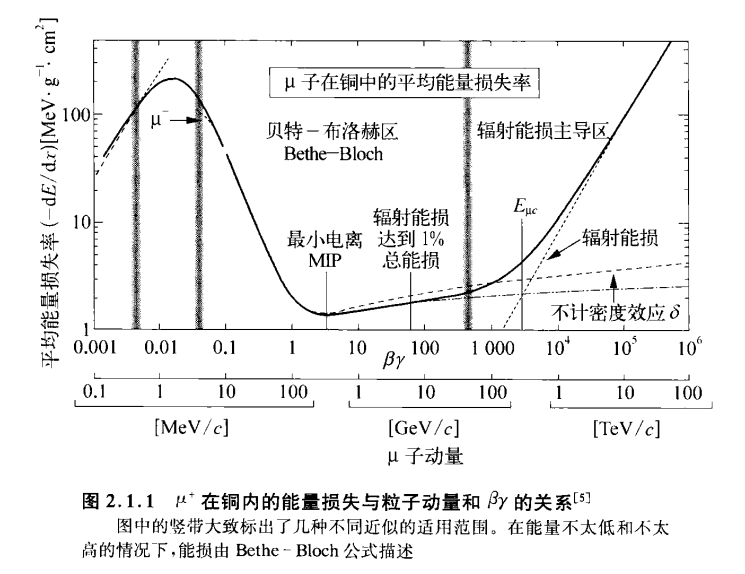 μ子在铜中的平均能量损失率
平均能量损失率(−dE/dx)[MeV·g⁻¹·cm²]
100
10
1
μ⁻
贝特-布洛赫区
Bethe-Bloch
辐射能损主导区
最小电离
MIP
辐射能损
达到1%
总能损
Eμc
辐射能损
不计密度效应δ
0.001 0.01 0.1 1 10 100 1 000 10⁴ 10⁵ 10⁶
βγ
0.1 1 10 100 1 10 100 1 10 100
[MeV/c] [GeV/c] [TeV/c]
μ子动量
图 2.1.1 μ⁺在铜内的能量损失与粒子动量和βγ的关系[5]
图中的竖带大致标出了几种不同近似的适用范围。在能量不太低和不太
高的情况下,能损由 Bethe-Bloch 公式描述